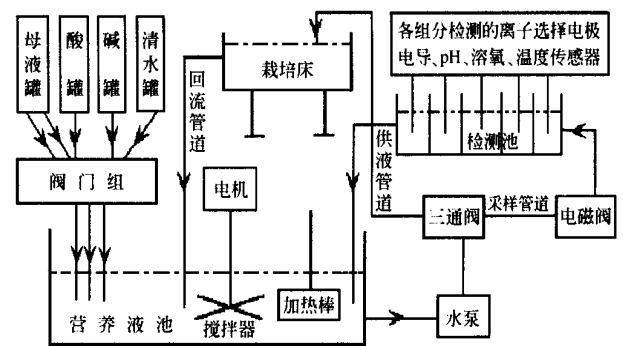 母液罐
酸罐
碱罐
清水罐
各组分检测的离子选择电极
电导、pH、溶氧、温度传感器
栽培床
回流管道
供液管道
检测池
阀门组
电机
三通阀
采样管道
电磁阀
加热棒
营养液池
搅拌器
水泵